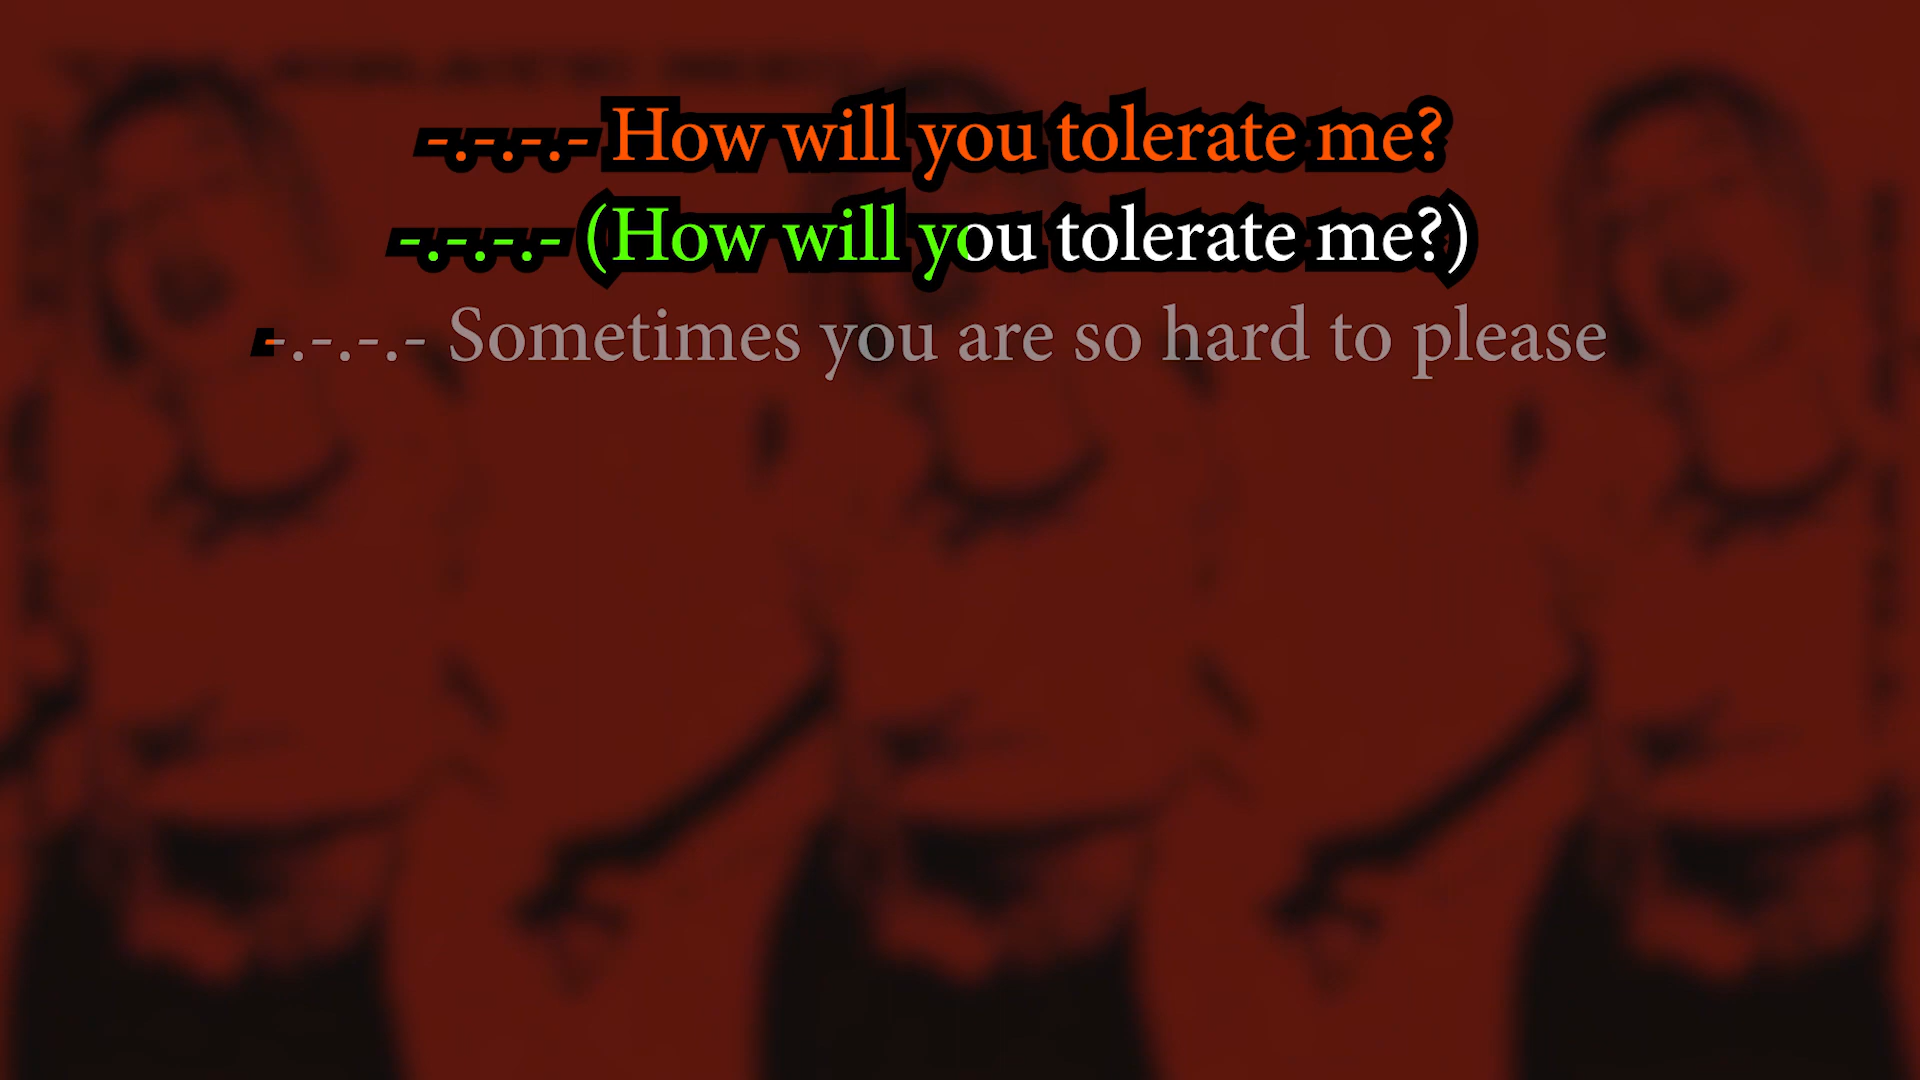 -.-.-.- How will you tolerate me?
-.-.-.- (How will you tolerate me?)
-.-.-.- Sometimes you are so hard to please